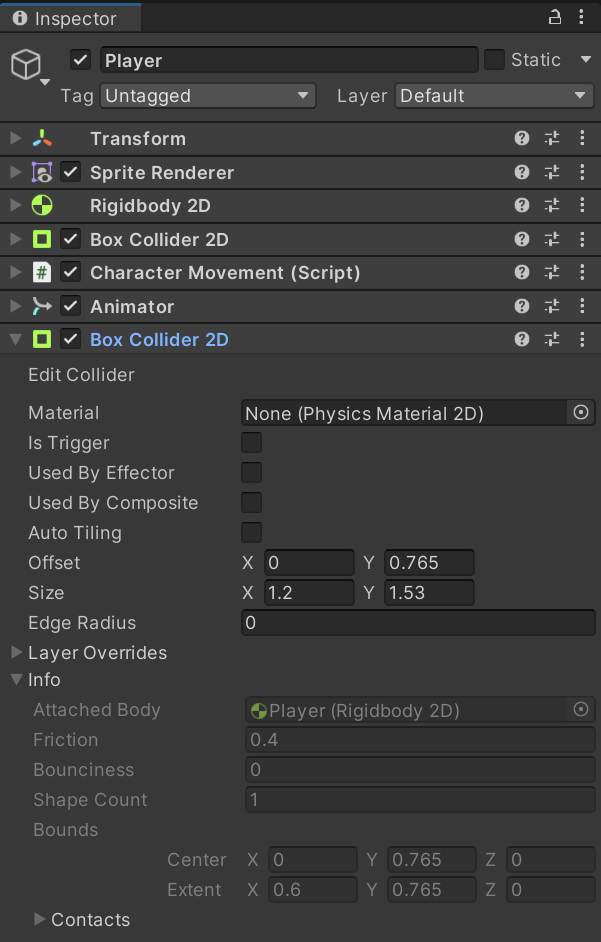 Inspector
Player
Static
Tag Untagged Layer Default
Transform
Sprite Renderer
Rigidbody 2D
Box Collider 2D
# Character Movement (Script)
Animator
Box Collider 2D
Edit Collider
Material None (Physics Material 2D)
Is Trigger
Used By Effector
Used By Composite
Auto Tiling
Offset X 0 Y 0.765
Size X 1.2 Y 1.53
Edge Radius 0
Layer Overrides
Info
Attached Body Player (Rigidbody 2D)
Friction 0.4
Bounciness 0
Shape Count 1
Bounds
Center X 0 Y 0.765 Z 0
Extent X 0.6 Y 0.765 Z 0
Contacts